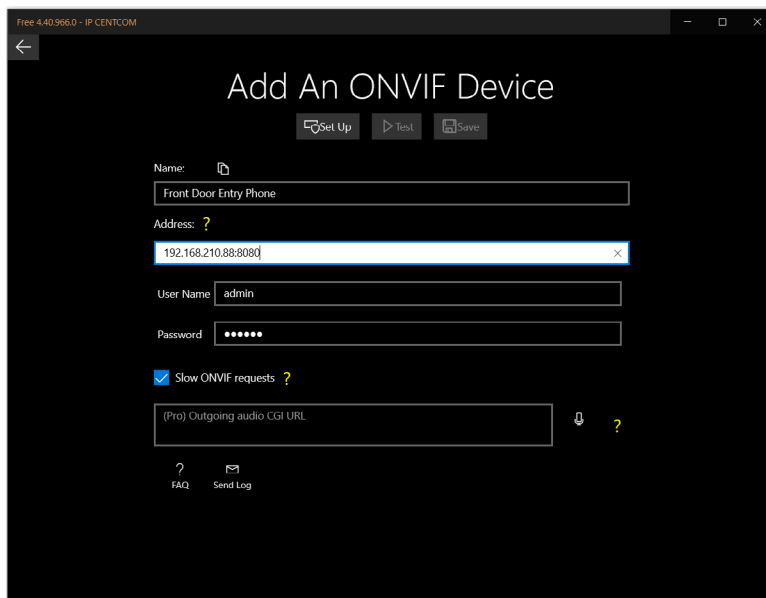 Free 4.40.966.0 - IP CENTCOM
Add An ONVIF Device
Set Up Test Save
Name:
Front Door Entry Phone
Address: ?
192.168.210.88:8080
User Name admin
Password ••••••
Slow ONVIF requests ?
(Pro) Outgoing audio CGI URL
?
?
FAQ Send Log